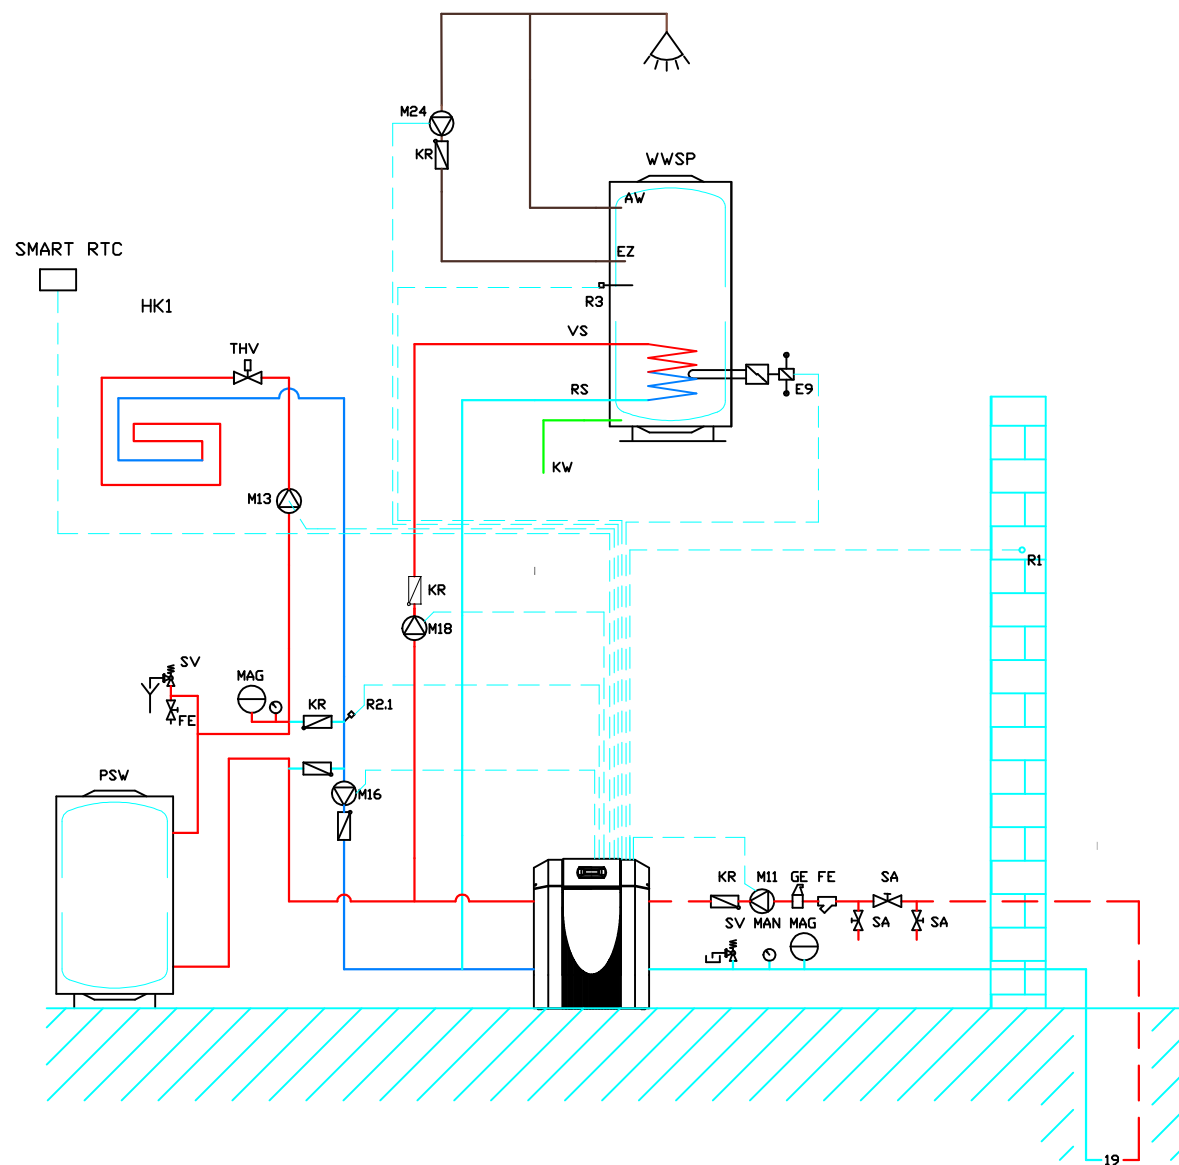 M24
KR
WWSP
AW
SMART RTC
EZ
R3
HK1
VS
THV
RS
E9
KW
M13
R1
KR
M18
SV
MAG
KR
R2.1
FE
PSW
M16
KR
M11
GE
FE
SA
SV
MAN
MAG
SA
SA
19